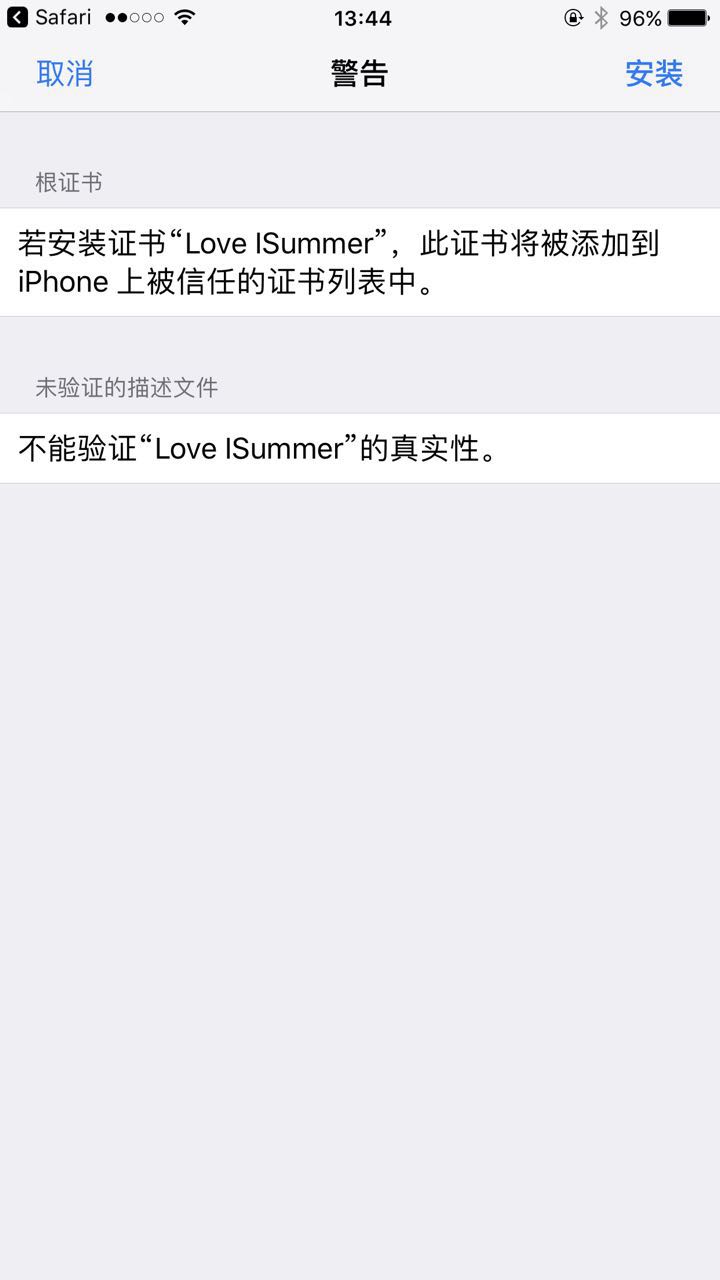 Safari 13:44 96%
取消 警告 安装
根证书
若安装证书“Love ISummer”，此证书将被添加到
iPhone 上被信任的证书列表中。
未验证的描述文件
不能验证“Love ISummer”的真实性。